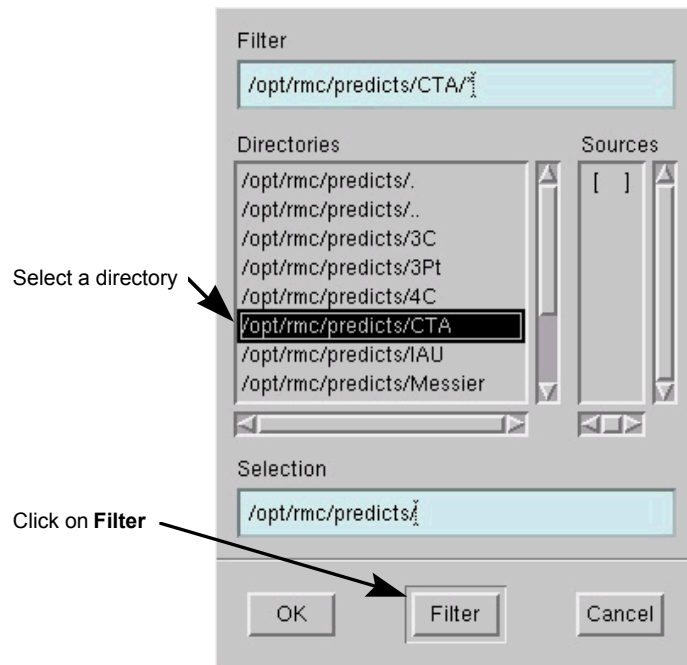 Filter
/opt/rmc/predicts/CTA/*
Directories
/opt/rmc/predicts/.
/opt/rmc/predicts/..
/opt/rmc/predicts/3C
/opt/rmc/predicts/3Pt
/opt/rmc/predicts/4C
/opt/rmc/predicts/CTA
/opt/rmc/predicts/IAU
/opt/rmc/predicts/Messier
Sources
[ ]
Select a directory
Selection
/opt/rmc/predicts/
Click on Filter
OK
Filter
Cancel